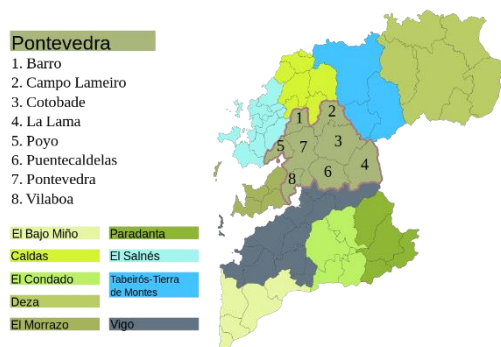 Pontevedra
1. Barro
2. Campo Lameiro
3. Cotobade
4. La Lama
5. Poyo
6. Puentecaldelas
7. Pontevedra
8. Vilaboa
El Bajo Miño
Caldas
El Condado
Deza
El Morrazo
Paradanta
El Salnés
Tabeirós-Tierra
de Montes
Vigo
1
2
3
5
7
4
6
8